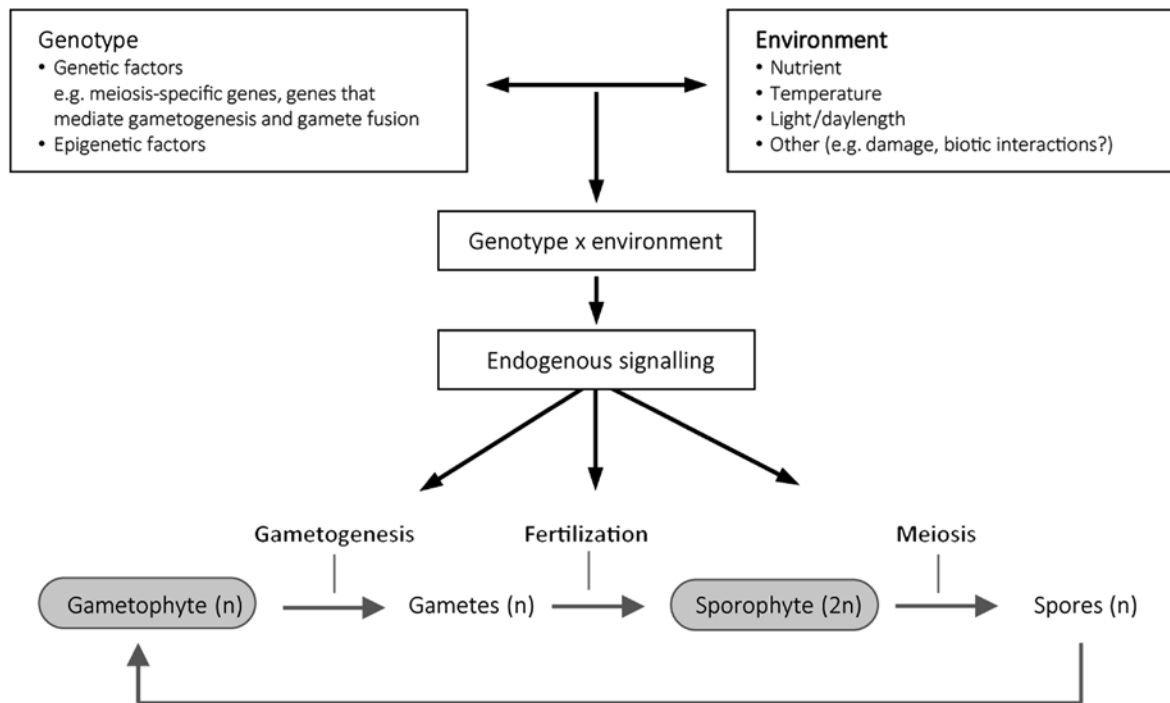 Genotype
• Genetic factors
e.g. meiosis-specific genes, genes that
mediate gametogenesis and gamete fusion
• Epigenetic factors
Environment
• Nutrient
• Temperature
• Light/daylength
• Other (e.g. damage, biotic interactions?)
Genotype x environment
Endogenous signalling
Gametogenesis
Fertilization
Meiosis
Gametophyte (n)
Gametes (n)
Sporophyte (2n)
Spores (n)